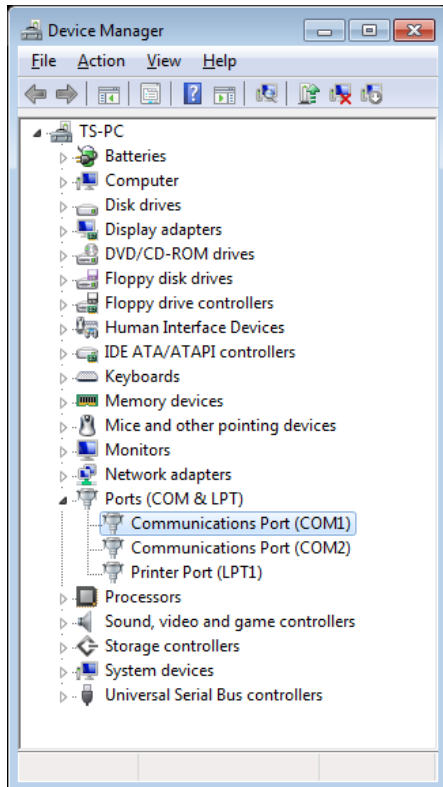 Device Manager
File Action View Help
TS-PC
Batteries
Computer
Disk drives
Display adapters
DVD/CD-ROM drives
Floppy disk drives
Floppy drive controllers
Human Interface Devices
IDE ATA/ATAPI controllers
Keyboards
Memory devices
Mice and other pointing devices
Monitors
Network adapters
Ports (COM & LPT)
Communications Port (COM1)
Communications Port (COM2)
Printer Port (LPT1)
Processors
Sound, video and game controllers
Storage controllers
System devices
Universal Serial Bus controllers